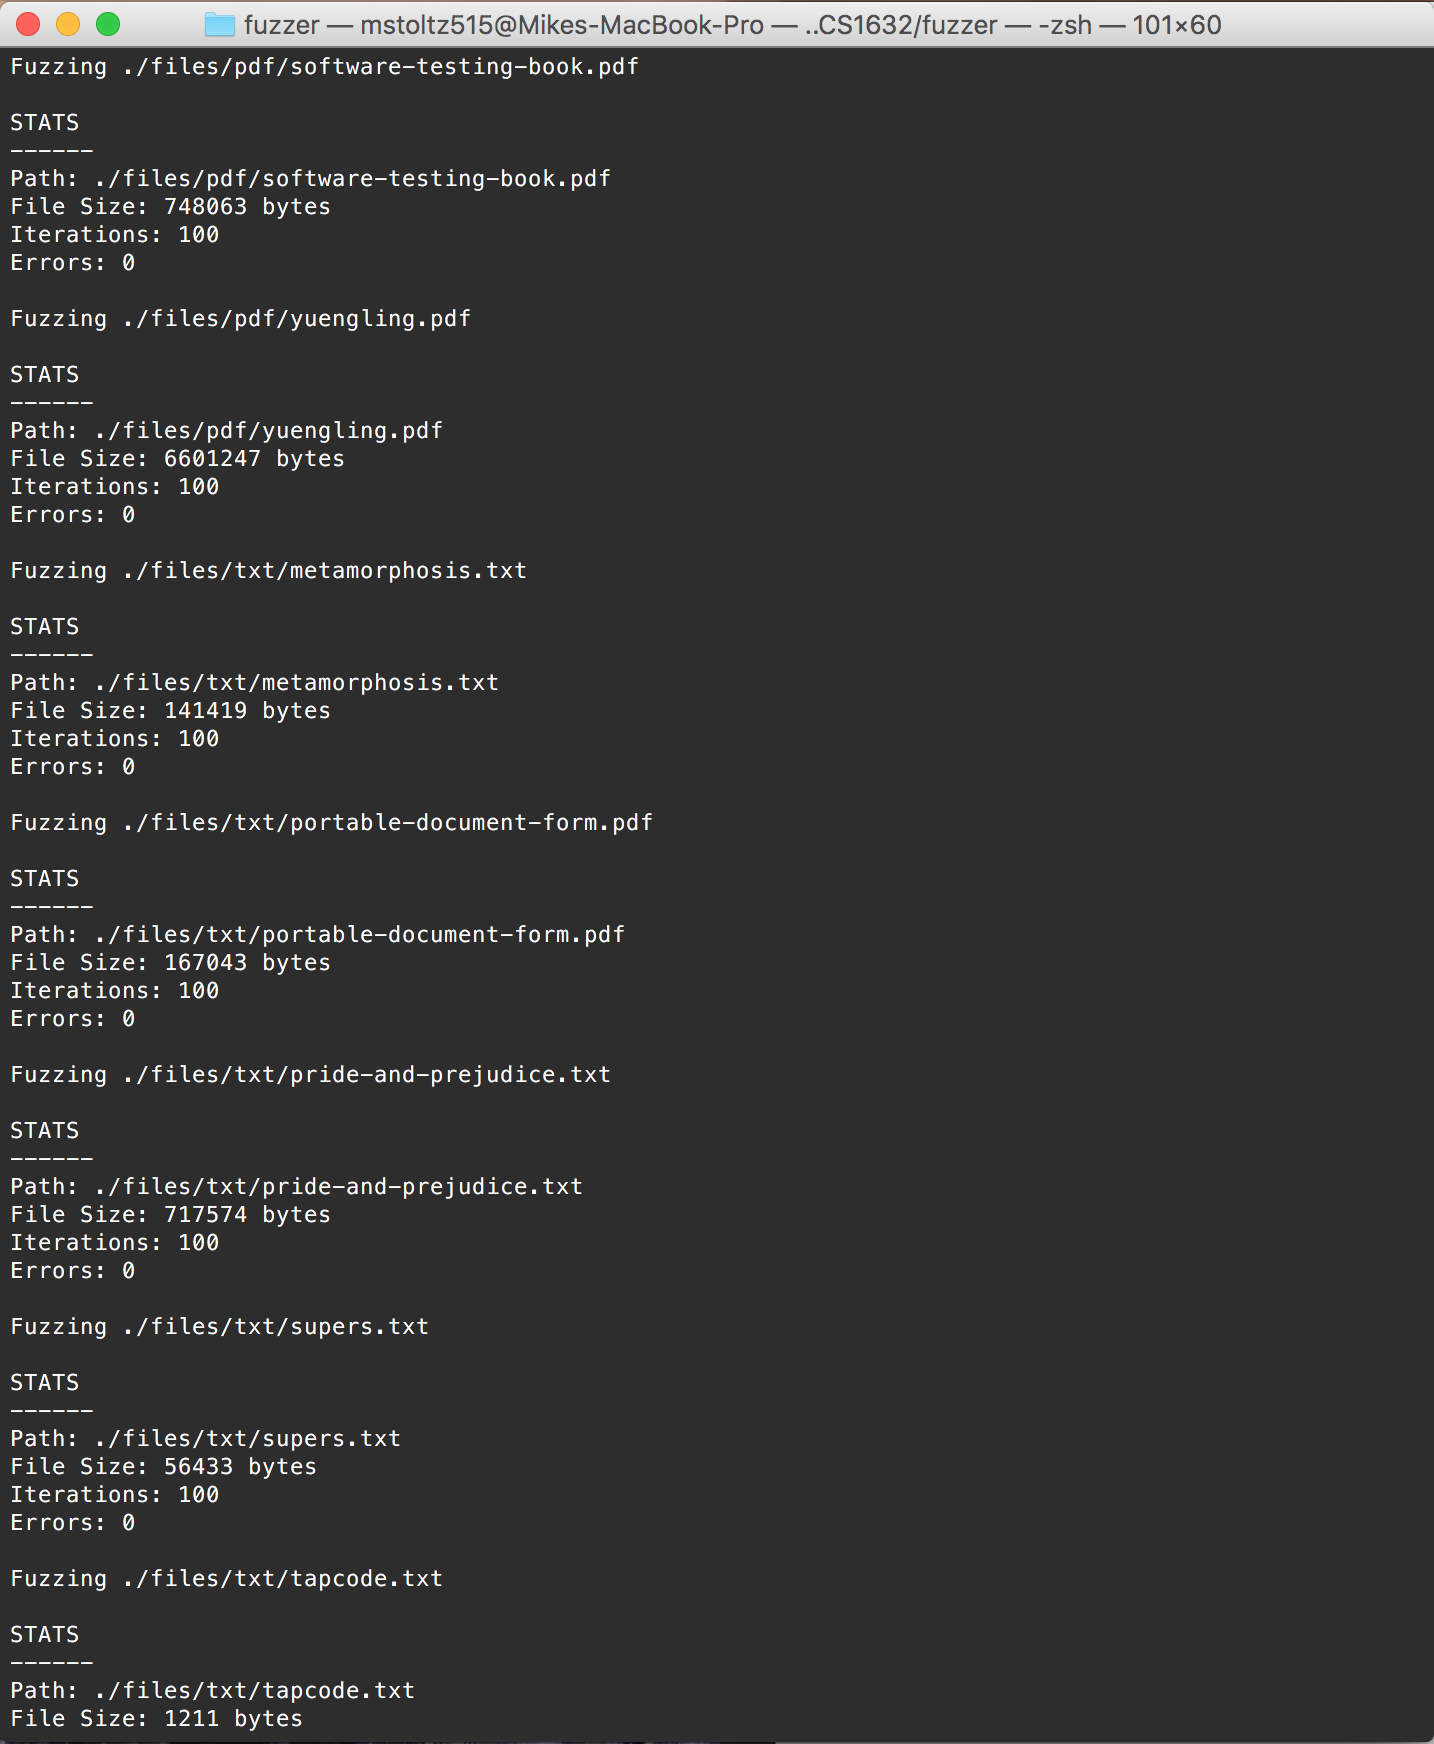 fuzzer — mstoltz515@Mikes-MacBook-Pro — ..CS1632/fuzzer — -zsh — 101×60
Fuzzing ./files/pdf/software-testing-book.pdf
STATS
------
Path: ./files/pdf/software-testing-book.pdf
File Size: 748063 bytes
Iterations: 100
Errors: 0
Fuzzing ./files/pdf/yuengling.pdf
STATS
------
Path: ./files/pdf/yuengling.pdf
File Size: 6601247 bytes
Iterations: 100
Errors: 0
Fuzzing ./files/txt/metamorphosis.txt
STATS
------
Path: ./files/txt/metamorphosis.txt
File Size: 141419 bytes
Iterations: 100
Errors: 0
Fuzzing ./files/txt/portable-document-form.pdf
STATS
------
Path: ./files/txt/portable-document-form.pdf
File Size: 167043 bytes
Iterations: 100
Errors: 0
Fuzzing ./files/txt/pride-and-prejudice.txt
STATS
------
Path: ./files/txt/pride-and-prejudice.txt
File Size: 717574 bytes
Iterations: 100
Errors: 0
Fuzzing ./files/txt/supers.txt
STATS
------
Path: ./files/txt/supers.txt
File Size: 56433 bytes
Iterations: 100
Errors: 0
Fuzzing ./files/txt/tapcode.txt
STATS
------
Path: ./files/txt/tapcode.txt
File Size: 1211 bytes